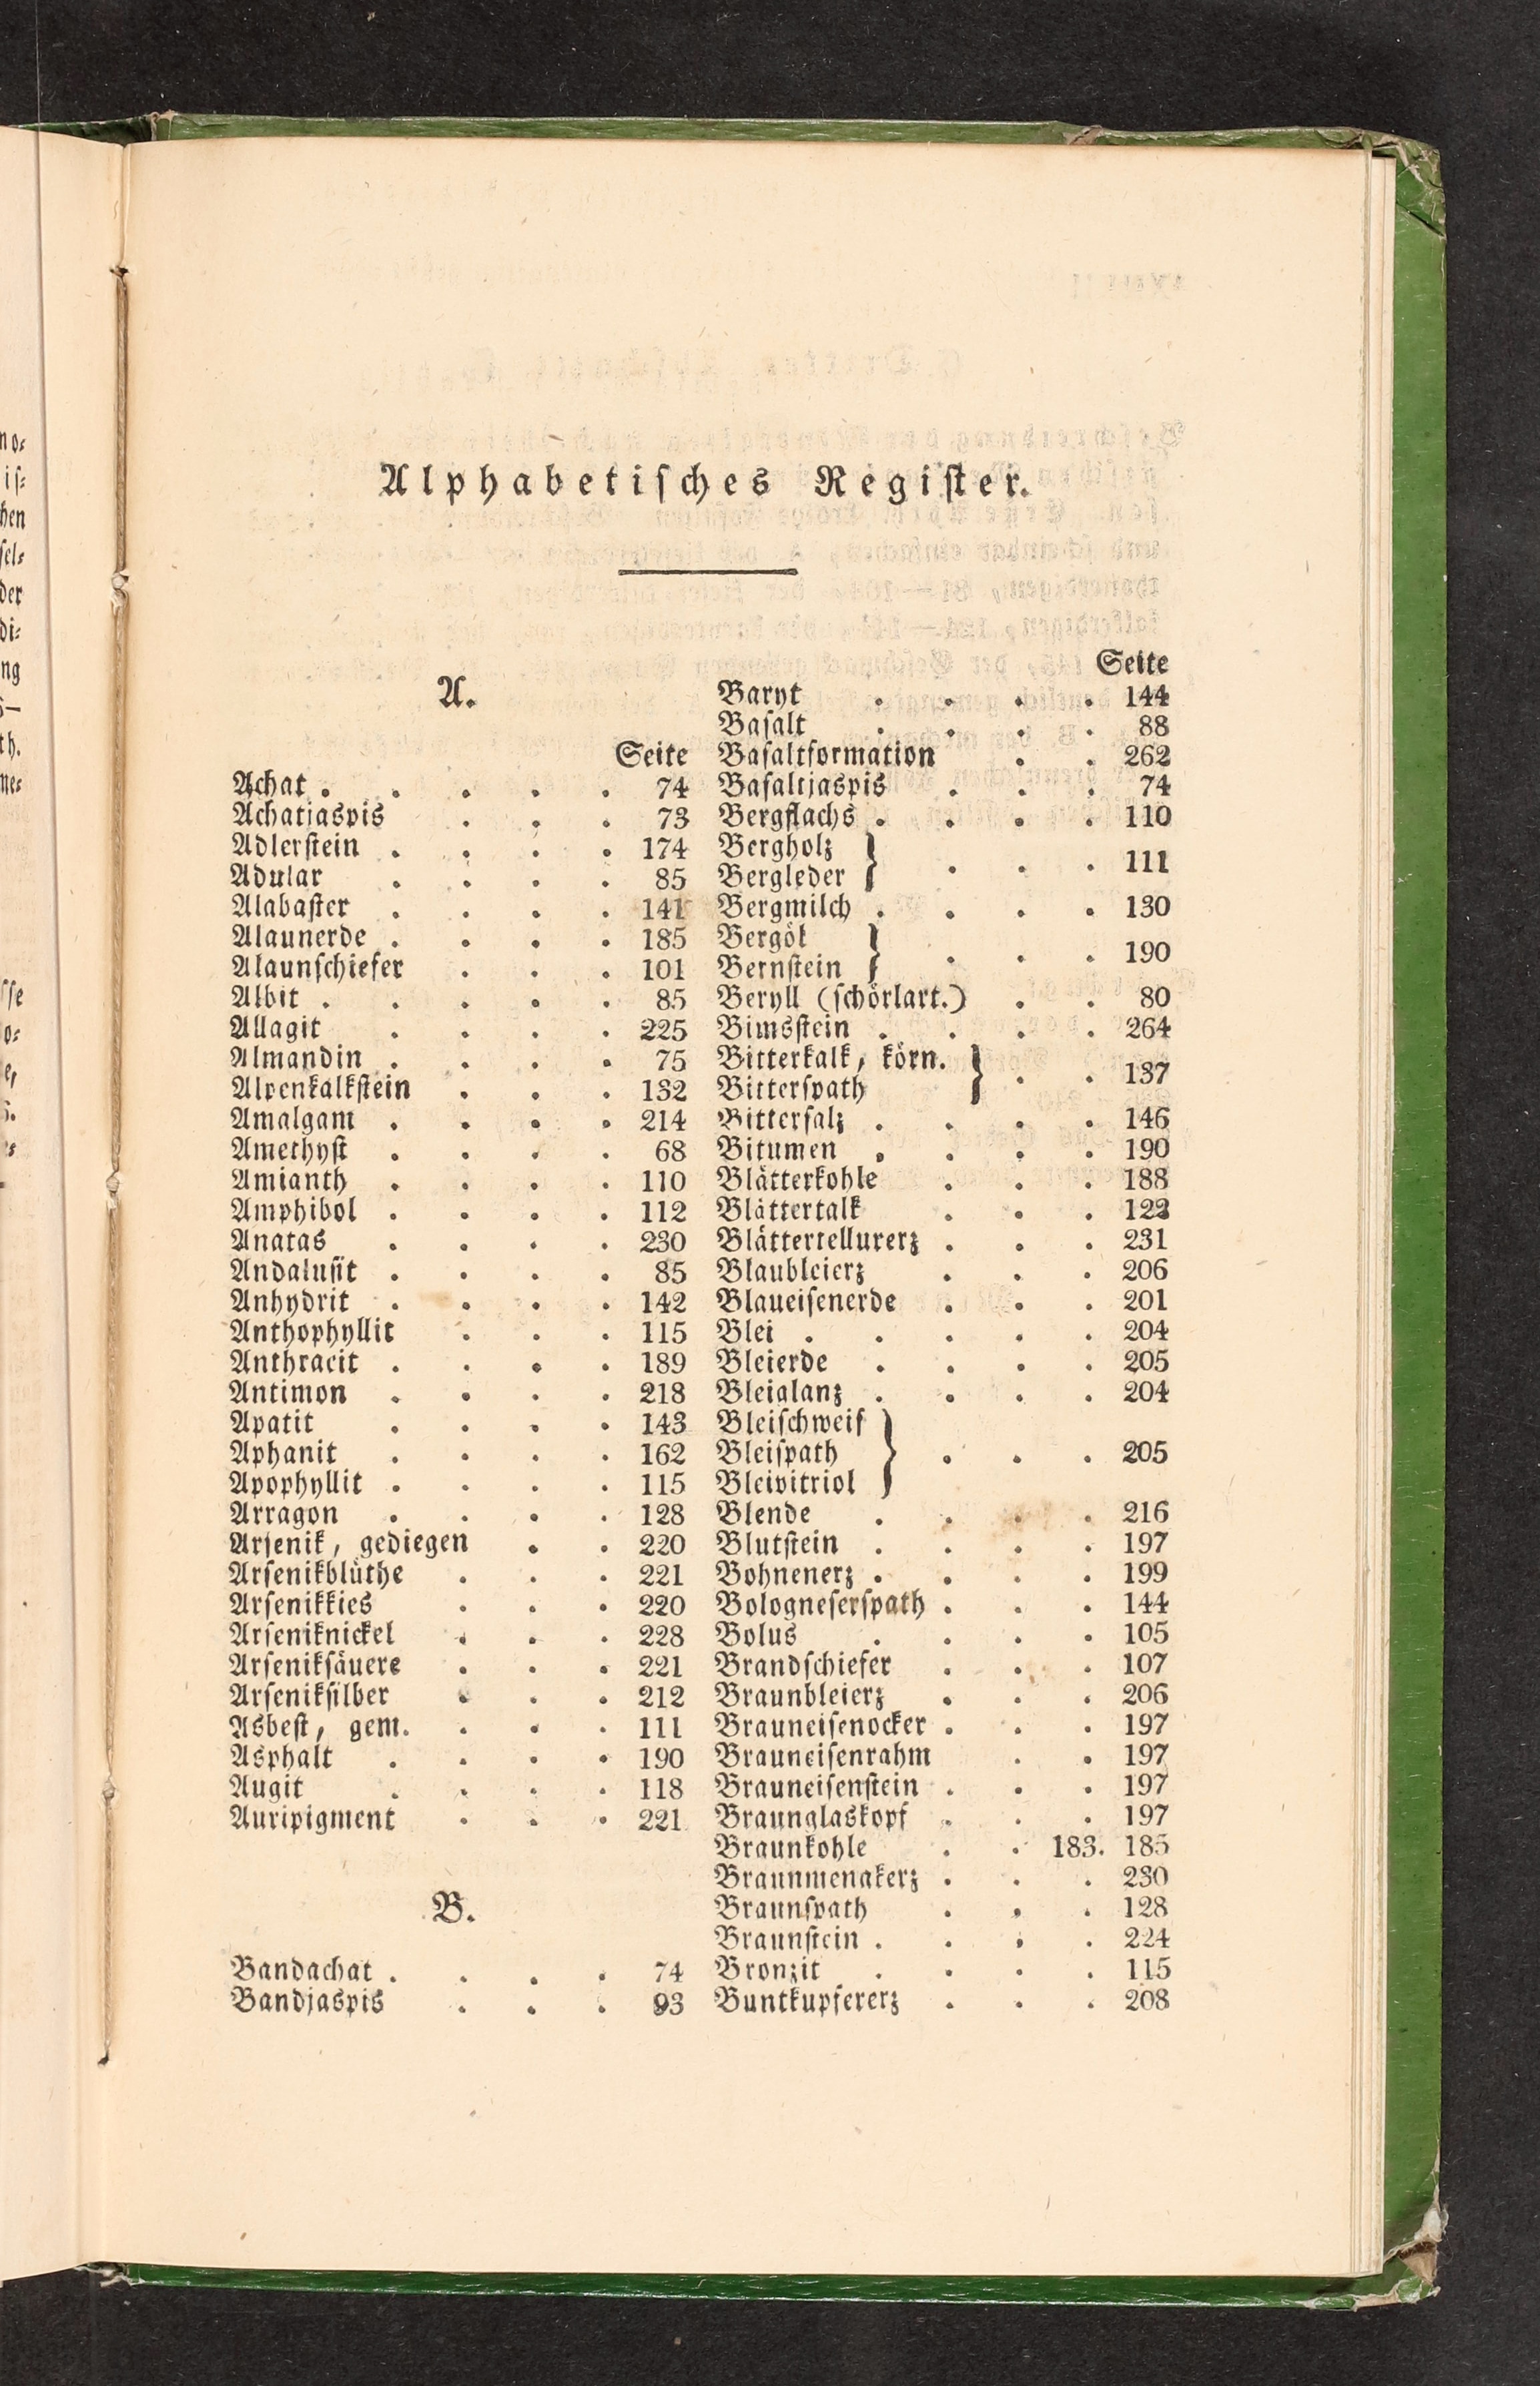 Alphabetisches Register.
A.
Seite
Achat . . . . . 74
Achatjaspis . . . 73
Adlerstein . . . . 174
Adular . . . . 85
Alabaster . . . . 141
Alaunerde . . . . 185
Alaunschiefer . . . 101
Albit . . . . . 85
Allagit . . . . 225
Almandin . . . . 75
Alpenkalkstein . . . 132
Amalgam . . . . 214
Amethyst . . . . 68
Amianth . . . . 110
Amphibol . . . . 112
Anatas . . . . 230
Andalusit . . . . 85
Anhydrit . . . . 142
Anthophyllit . . . 115
Anthracit . . . . 189
Antimon . . . . 218
Apatit . . . . 143
Aphanit . . . . 162
Apophyllit . . . . 115
Arragon . . . . 128
Arsenik, gediegen . . 220
Arsenikblüthe . . . 221
Arsenikkies . . . 220
Arseniknickel . . . 228
Arseniksäuere . . . 221
Arseniksilber . . . 212
Asbest, gem. . . . 111
Asphalt . . . . 190
Augit . . . . 118
Auripigment . . . 221
B.
Bandachat . . . . 74
Bandjaspis . . . 93
Seite
Baryt . . . . 144
Basalt . . . . 88
Basaltformation . . 262
Basaltjaspis . . . 74
Bergflachs . . . . 110
Bergholz }
Bergleder } . . . 111
Bergmilch . . . . 130
Bergöl }
Bernstein } . . . 190
Beryll (schörlart.) . . 80
Bimsstein . . . . 264
Bitterkalk, körn. }
Bitterspath } . . 137
Bittersalz . . . . 146
Bitumen . . . . 190
Blätterkohle . . . 188
Blättertalk . . . 122
Blättertellurerz . . . 231
Blaubleierz . . . 206
Blaueisenerde . . . 201
Blei . . . . . 204
Bleierde . . . . 205
Bleiglanz . . . . 204
Bleischweif }
Bleispath } . . . 205
Bleivitriol }
Blende . . . . 216
Blutstein . . . . 197
Bohnenerz . . . . 199
Bologneserspath . . . 144
Bolus . . . . 105
Brandschiefer . . . 107
Braunbleierz . . . 206
Brauneisenocker . . . 197
Brauneisenrahm . . 197
Brauneisenstein . . . 197
Braunglaskopf . . . 197
Braunkohle . . 183. 185
Braunmenakerz . . . 230
Braunspath . . . 128
Braunstein . . . . 224
Bronzit . . . . 115
Buntkupfererz . . . 208